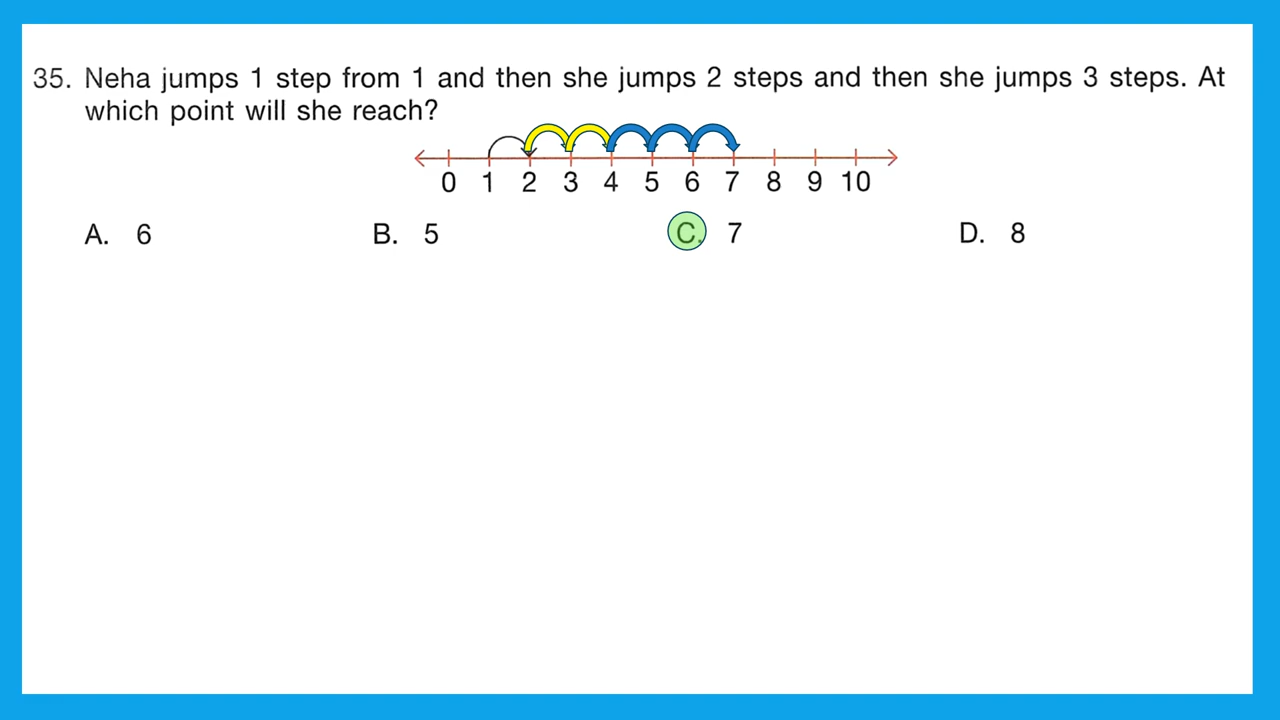 35. Neha jumps 1 step from 1 and then she jumps 2 steps and then she jumps 3 steps. At
which point will she reach?
0 1 2 3 4 5 6 7 8 9 10
A. 6 B. 5 C. 7 D. 8